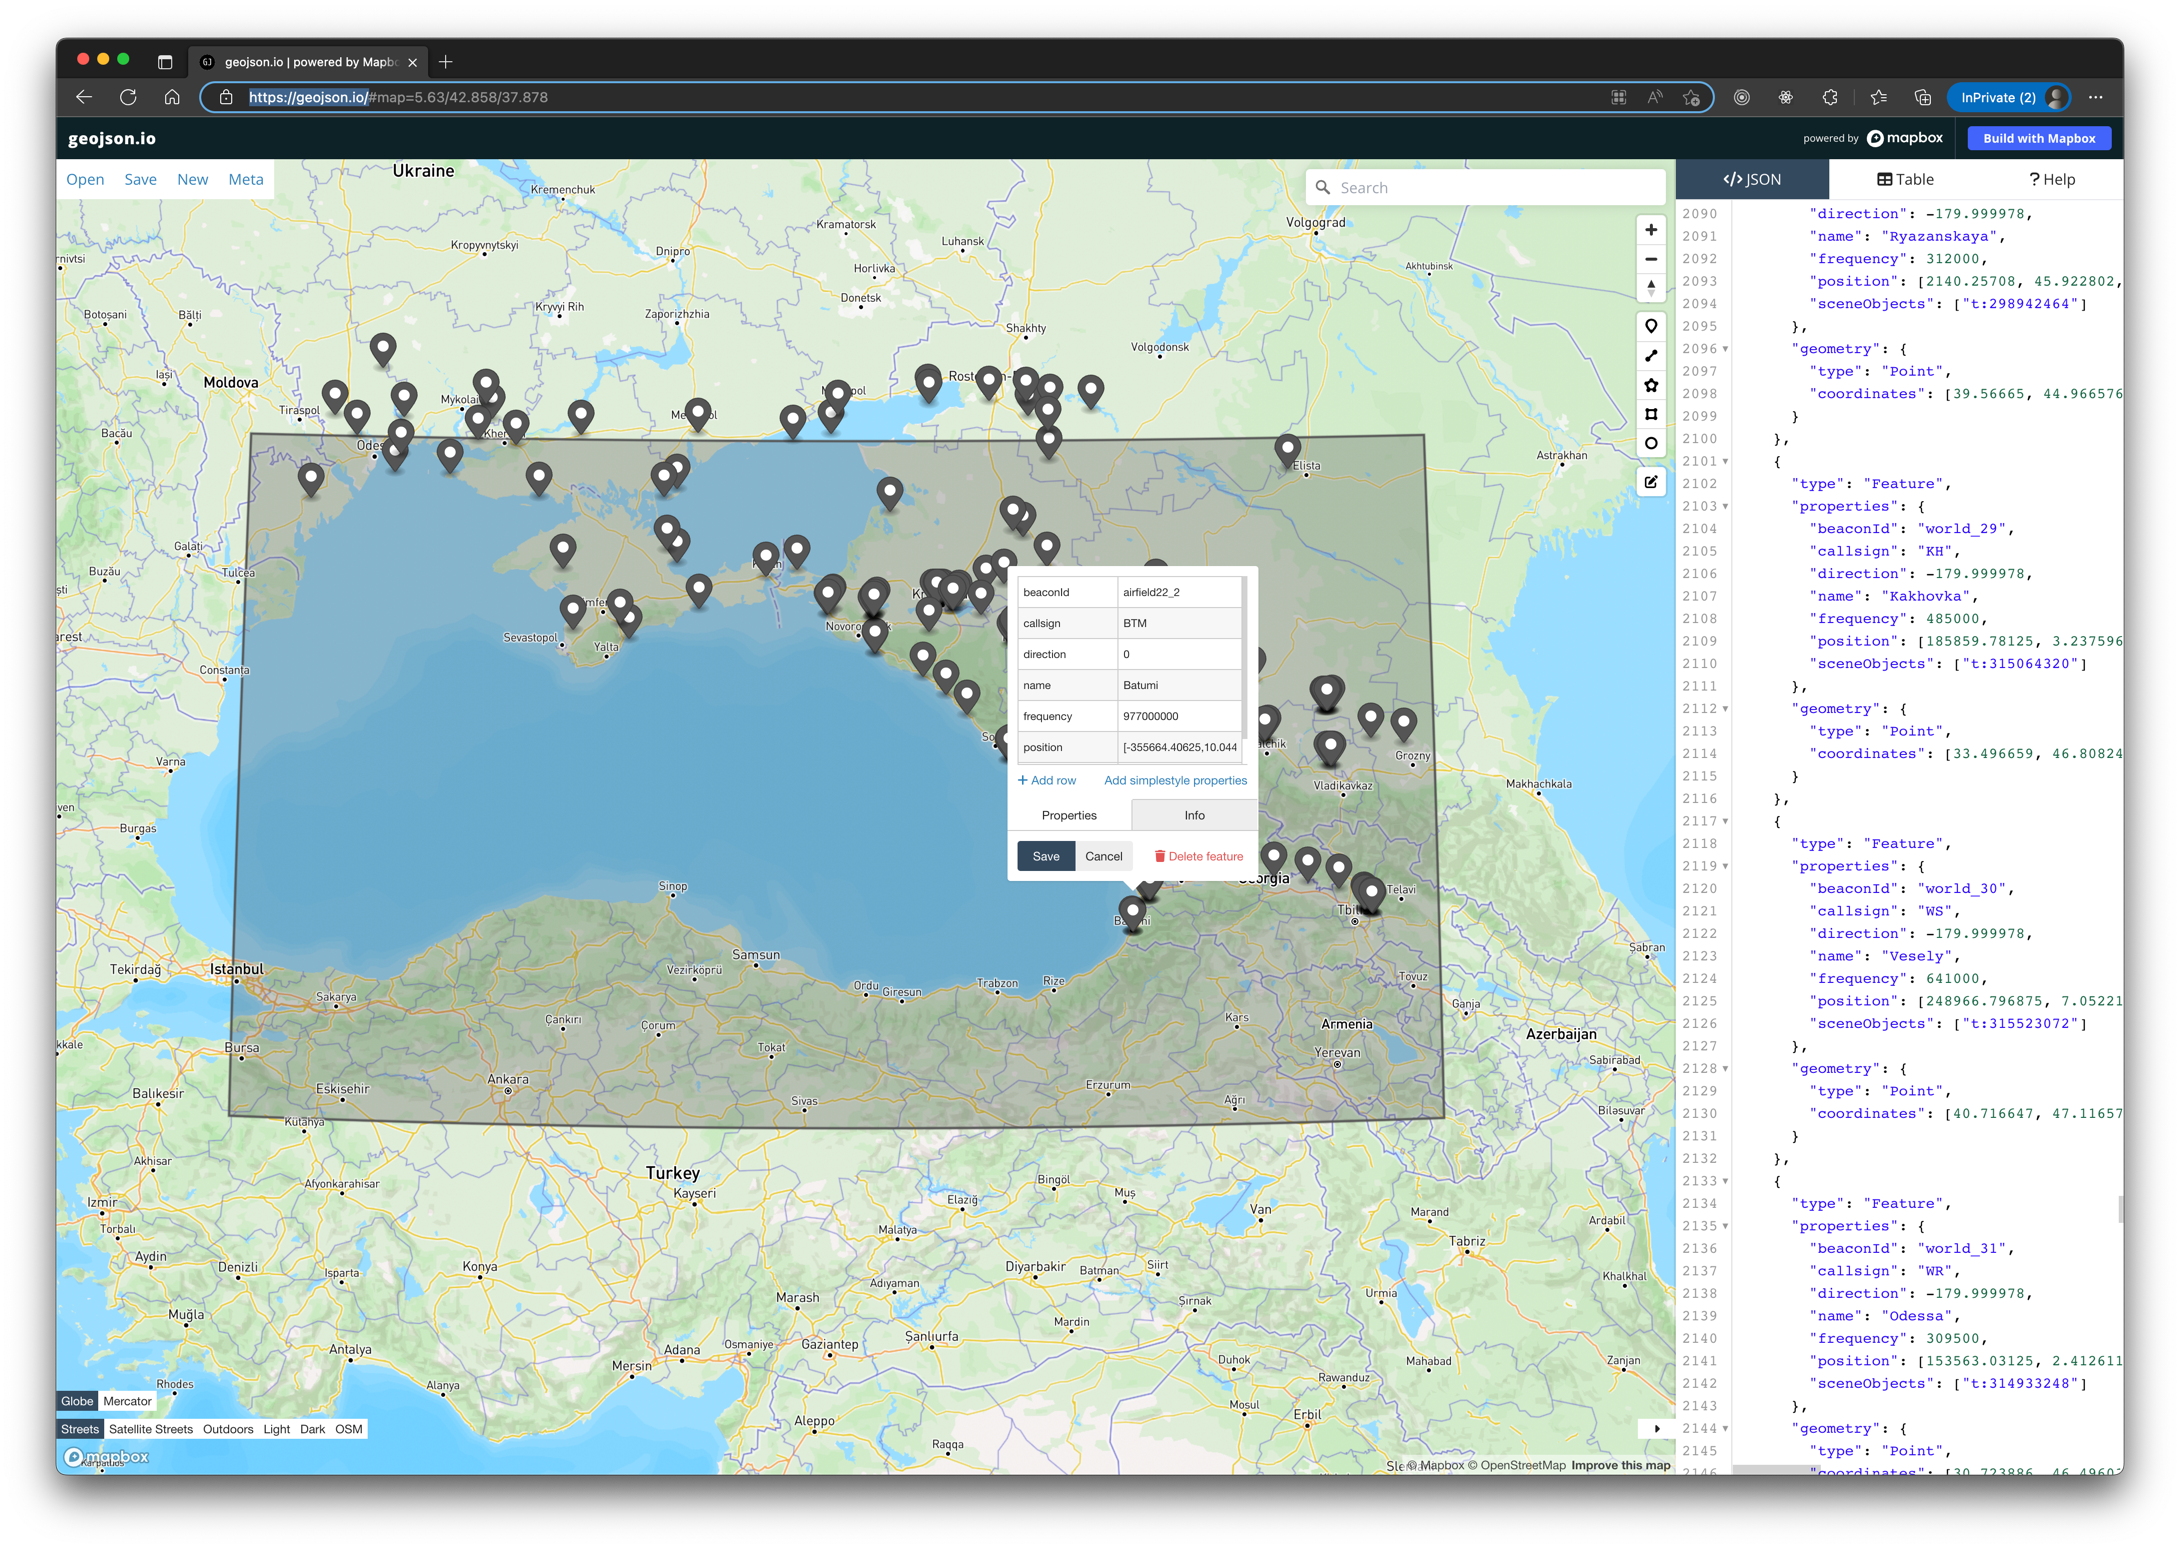 geojson.io | powered by Mapbo
https://geojson.io/#map=5.63/42.858/37.878
InPrivate (2)
geojson.io
powered by mapbox
Build with Mapbox
Open Save New Meta
Search
</> JSON
Table
? Help
Ukraine
Kremenchuk
Kramatorsk
Volgograd
Kropyvnytskyi
Dnipro
Luhansk
Horlivka
Akhtubinsk
Donetsk
Kryvyi Rih
Zaporizhzhia
Botoșani
Bălți
Shakhty
Volgodonsk
Iași
Moldova
Tiraspol
Bacău
Astrakhan
Elista
Galați
Buzău
Tulcea
Sevastopol
Yalta
Constanța
Varna
Burgas
Grozny
Vladikavkaz
Makhachkala
Telavi
Sinop
Samsun
Vezirköprü
Ordu
Giresun
Trabzon
Rize
Tekirdağ
Istanbul
Sakarya
Çankırı
Çorum
Tokat
Bursa
Kars
Armenia
Yerevan
Tovuz
Ganja
Azerbaijan
Şabran
Sabirabad
Biləsuvar
Balıkesir
Eskişehir
Ankara
Sivas
Erzurum
Ağrı
Kütahya
Akhisar
Afyonkarahisar
Turkey
Kayseri
Elazığ
Bingöl
Muş
Van
Izmir
Torbalı
Aydin
Denizli
Isparta
Konya
Malatya
Adıyaman
Diyarbakir
Batman
Siirt
Şırnak
Marand
Tabriz
Ardabil
Khalkhal
Urmia
Muğla
Marash
Mardin
Antalya
Mersin
Adana
Osmaniye
Gaziantep
Şanlıurfa
Duhok
Mahabad
Zanjan
Rhodes
Alanya
Rawanduz
Mosul
Erbil
Aleppo
Raqqa
beaconId airfield22_2
callsign BTM
direction 0
name Batumi
frequency 977000000
position [-355664.40625,10.044
+ Add row
Add simplestyle properties
Properties
Info
Save
Cancel
Delete feature
Globe Mercator
Streets Satellite Streets Outdoors Light Dark OSM
mapbox
© Mapbox © OpenStreetMap Improve this map
2090 "direction": -179.999978,
2091 "name": "Ryazanskaya",
2092 "frequency": 312000,
2093 "position": [2140.25708, 45.922802,
2094 "sceneObjects": ["t:298942464"]
2095 },
2096 "geometry": {
2097 "type": "Point",
2098 "coordinates": [39.56665, 44.966576
2099 }
2100 },
2101 {
2102 "type": "Feature",
2103 "properties": {
2104 "beaconId": "world_29",
2105 "callsign": "KH",
2106 "direction": -179.999978,
2107 "name": "Kakhovka",
2108 "frequency": 485000,
2109 "position": [185859.78125, 3.237596
2110 "sceneObjects": ["t:315064320"]
2111 },
2112 "geometry": {
2113 "type": "Point",
2114 "coordinates": [33.496659, 46.80824
2115 }
2116 },
2117 {
2118 "type": "Feature",
2119 "properties": {
2120 "beaconId": "world_30",
2121 "callsign": "WS",
2122 "direction": -179.999978,
2123 "name": "Vesely",
2124 "frequency": 641000,
2125 "position": [248966.796875, 7.05221
2126 "sceneObjects": ["t:315523072"]
2127 },
2128 "geometry": {
2129 "type": "Point",
2130 "coordinates": [40.716647, 47.11657
2131 }
2132 },
2133 {
2134 "type": "Feature",
2135 "properties": {
2136 "beaconId": "world_31",
2137 "callsign": "WR",
2138 "direction": -179.999978,
2139 "name": "Odessa",
2140 "frequency": 309500,
2141 "position": [153563.03125, 2.412611
2142 "sceneObjects": ["t:314933248"]
2143 },
2144 "geometry": {
2145 "type": "Point",
2146 "coordinates": [30.723886, 46.49603